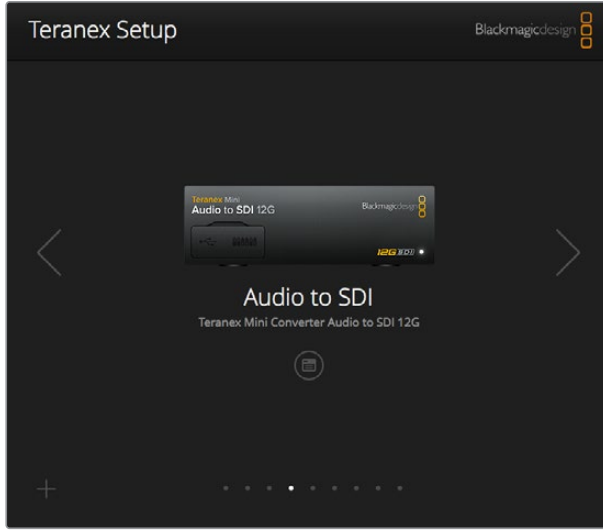 Teranex Setup
Blackmagicdesign
Teranex Mini
Audio to SDI 12G
Blackmagicdesign
12G SDI
Audio to SDI
Teranex Mini Converter Audio to SDI 12G